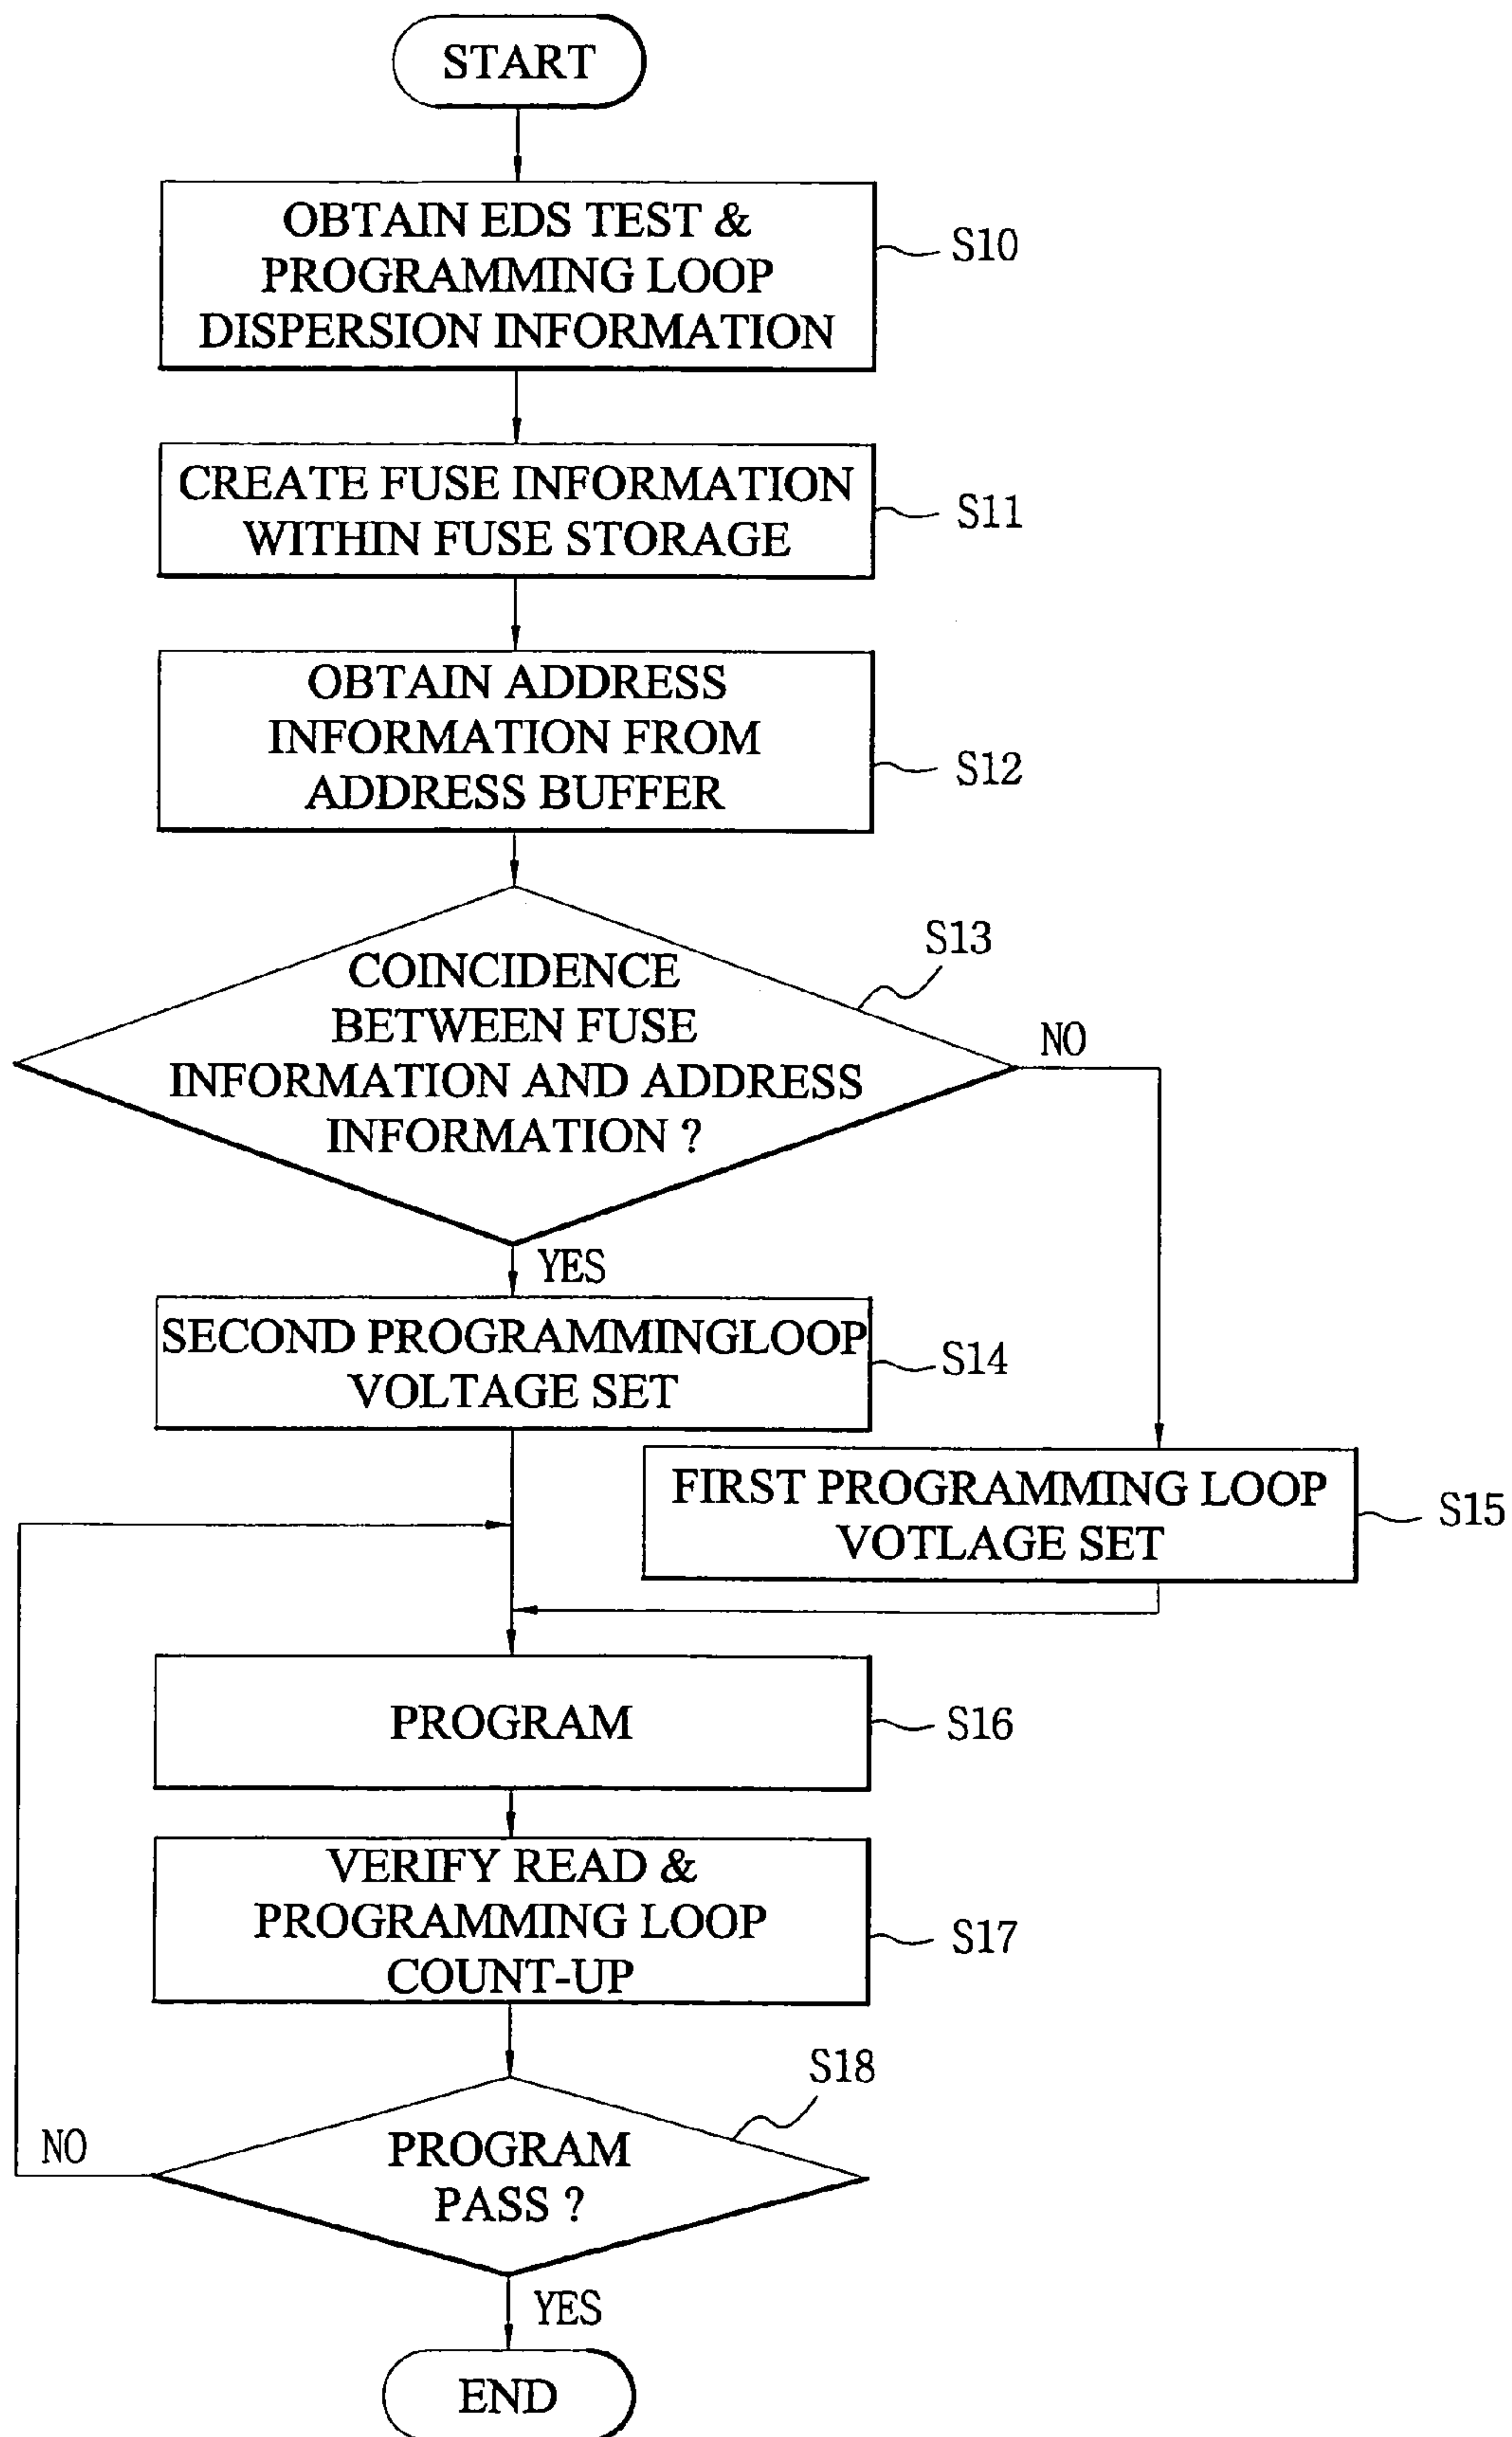 START
OBTAIN EDS TEST &
PROGRAMMING LOOP
DISPERSION INFORMATION
S10
CREATE FUSE INFORMATION
WITHIN FUSE STORAGE
S11
OBTAIN ADDRESS
INFORMATION FROM
ADDRESS BUFFER
S12
S13
COINCIDENCE
BETWEEN FUSE
INFORMATION AND ADDRESS
INFORMATION ?
NO
YES
SECOND PROGRAMMINGLOOP
VOLTAGE SET
S14
FIRST PROGRAMMING LOOP
VOTLAGE SET
S15
PROGRAM
S16
VERIFY READ &
PROGRAMMING LOOP
COUNT-UP
S17
S18
PROGRAM
PASS ?
NO
YES
END